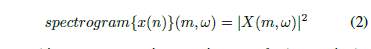 spectrogram{x(n)}(m,ω) = |X(m,ω)|² (2)